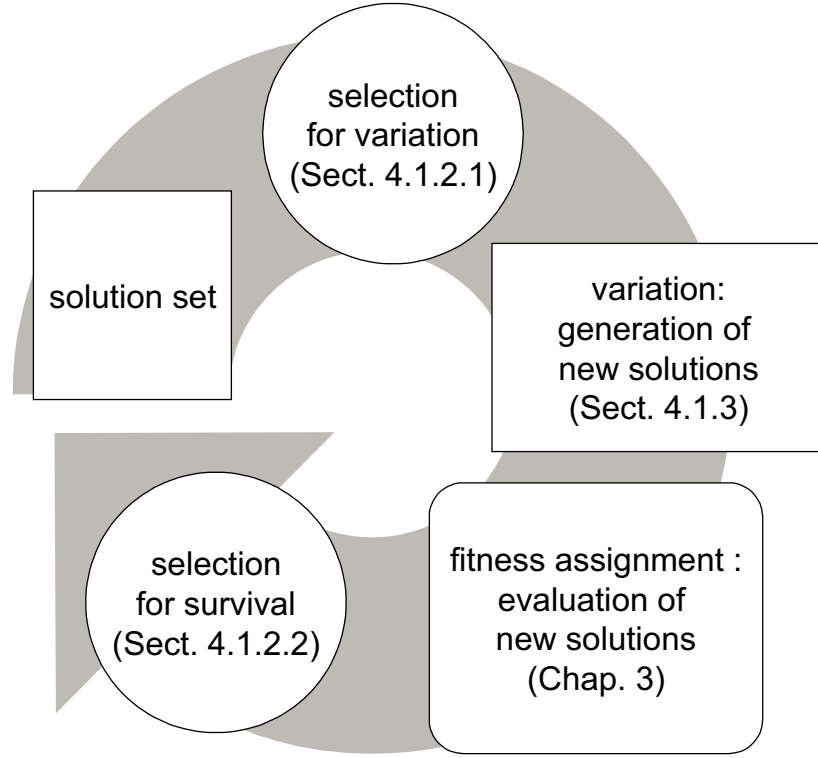 selection
for variation
(Sect. 4.1.2.1)
solution set
variation:
generation of
new solutions
(Sect. 4.1.3)
fitness assignment :
evaluation of
new solutions
(Chap. 3)
selection
for survival
(Sect. 4.1.2.2)